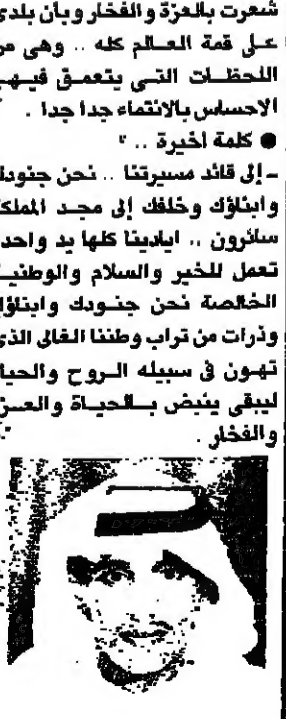 شعرت بالعزة والفخار وبأن بلدي
على قمة العالم كله .. وهى من
اللحظات التى يتعمق فيها
الاحساس بالانتماء جدا جدا .
● كلمة أخيرة ..
ـ إلى قائد مسيرتنا .. نحن جنودك
وابناؤك وخلفك إلى مجد المملكة
سائرون .. ايادينا كلها يد واحدة
تعمل للخير والسلام والوطنية
الخالصة نحن جنودك وابناؤك
وذرات من تراب وطننا الغالى الذى
تهون فى سبيله الروح والحياة
ليبقى ينبض بالحياة والعز
والفخار .